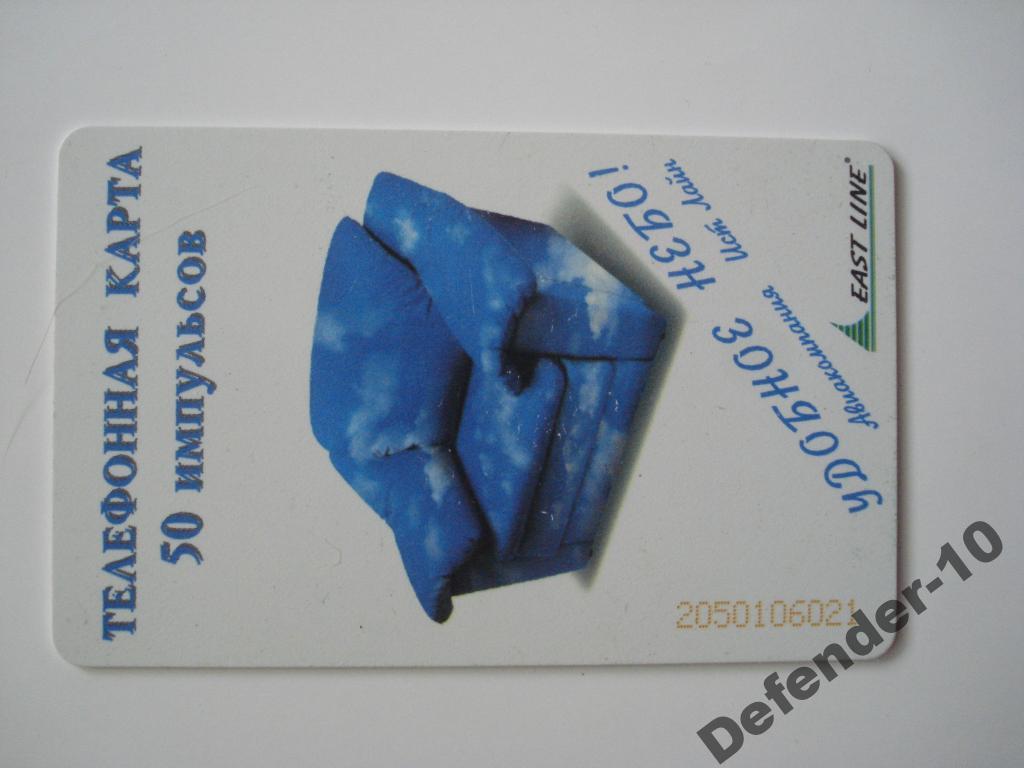 ТЕЛЕФОННАЯ КАРТА
50 ИМПУЛЬСОВ
УДОБНОЕ НЕБО!
Авиакомпания Ист Лайн
EAST LINE®
2050106021
Defender-10